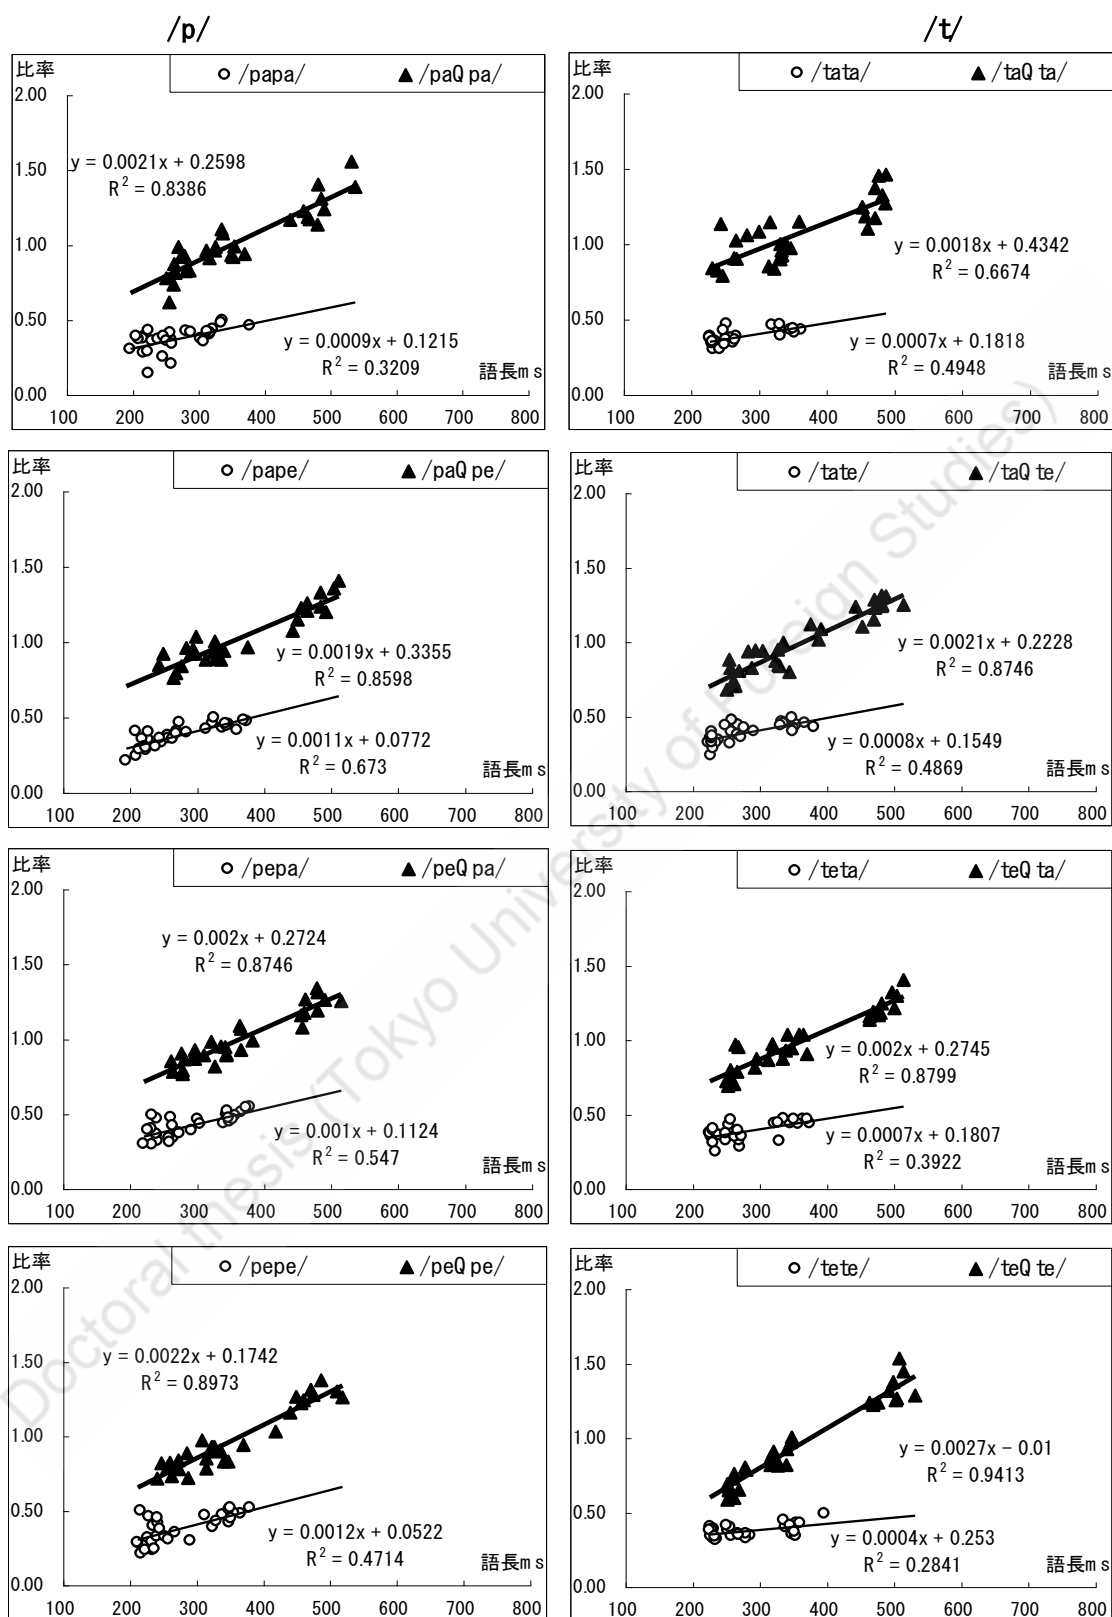 /p/
/t/
比率
○ /papa/ ▲ /paQpa/
2.00
1.50
1.00
0.50
0.00
y = 0.0021x + 0.2598
R² = 0.8386
y = 0.0009x + 0.1215
R² = 0.3209
語長ms
100 200 300 400 500 600 700 800
比率
○ /tata/ ▲ /taQta/
2.00
1.50
1.00
0.50
0.00
y = 0.0018x + 0.4342
R² = 0.6674
y = 0.0007x + 0.1818
R² = 0.4948
語長ms
100 200 300 400 500 600 700 800
比率
○ /pape/ ▲ /paQpe/
2.00
1.50
1.00
0.50
0.00
y = 0.0019x + 0.3355
R² = 0.8598
y = 0.0011x + 0.0772
R² = 0.673
語長ms
100 200 300 400 500 600 700 800
比率
○ /tate/ ▲ /taQte/
2.00
1.50
1.00
0.50
0.00
y = 0.0021x + 0.2228
R² = 0.8746
y = 0.0008x + 0.1549
R² = 0.4869
語長ms
100 200 300 400 500 600 700 800
比率
○ /pepa/ ▲ /peQpa/
2.00
1.50
1.00
0.50
0.00
y = 0.002x + 0.2724
R² = 0.8746
y = 0.001x + 0.1124
R² = 0.547
語長ms
100 200 300 400 500 600 700 800
比率
○ /teta/ ▲ /teQta/
2.00
1.50
1.00
0.50
0.00
y = 0.002x + 0.2745
R² = 0.8799
y = 0.0007x + 0.1807
R² = 0.3922
語長ms
100 200 300 400 500 600 700 800
比率
○ /pepe/ ▲ /peQpe/
2.00
1.50
1.00
0.50
0.00
y = 0.0022x + 0.1742
R² = 0.8973
y = 0.0012x + 0.0522
R² = 0.4714
語長ms
100 200 300 400 500 600 700 800
比率
○ /tete/ ▲ /teQte/
2.00
1.50
1.00
0.50
0.00
y = 0.0027x − 0.01
R² = 0.9413
y = 0.0004x + 0.253
R² = 0.2841
語長ms
100 200 300 400 500 600 700 800
Doctoral thesis (Tokyo University of Foreign Studies)